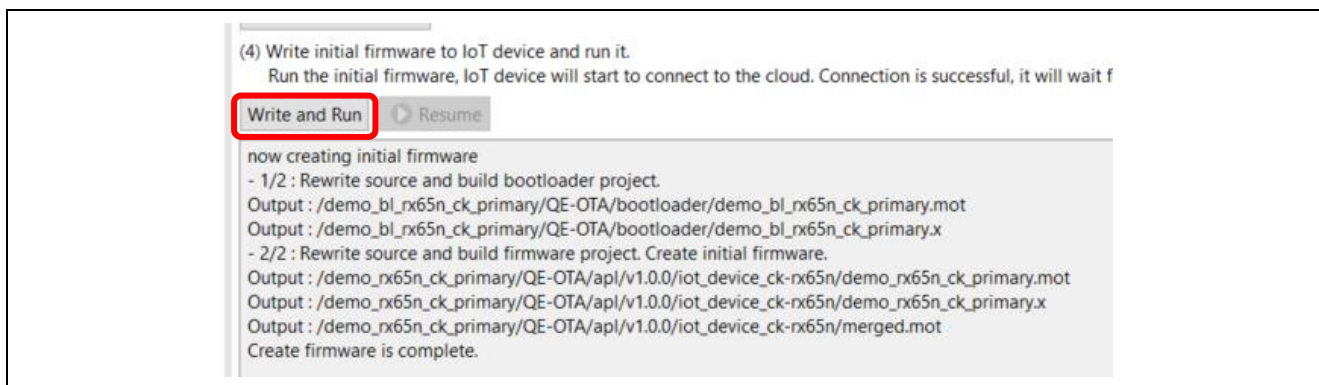 (4) Write initial firmware to IoT device and run it.
Run the initial firmware, IoT device will start to connect to the cloud. Connection is successful, it will wait f
Write and Run Resume
now creating initial firmware
- 1/2 : Rewrite source and build bootloader project.
Output : /demo_bl_rx65n_ck_primary/QE-OTA/bootloader/demo_bl_rx65n_ck_primary.mot
Output : /demo_bl_rx65n_ck_primary/QE-OTA/bootloader/demo_bl_rx65n_ck_primary.x
- 2/2 : Rewrite source and build firmware project. Create initial firmware.
Output : /demo_rx65n_ck_primary/QE-OTA/apl/v1.0.0/iot_device_ck-rx65n/demo_rx65n_ck_primary.mot
Output : /demo_rx65n_ck_primary/QE-OTA/apl/v1.0.0/iot_device_ck-rx65n/demo_rx65n_ck_primary.x
Output : /demo_rx65n_ck_primary/QE-OTA/apl/v1.0.0/iot_device_ck-rx65n/merged.mot
Create firmware is complete.